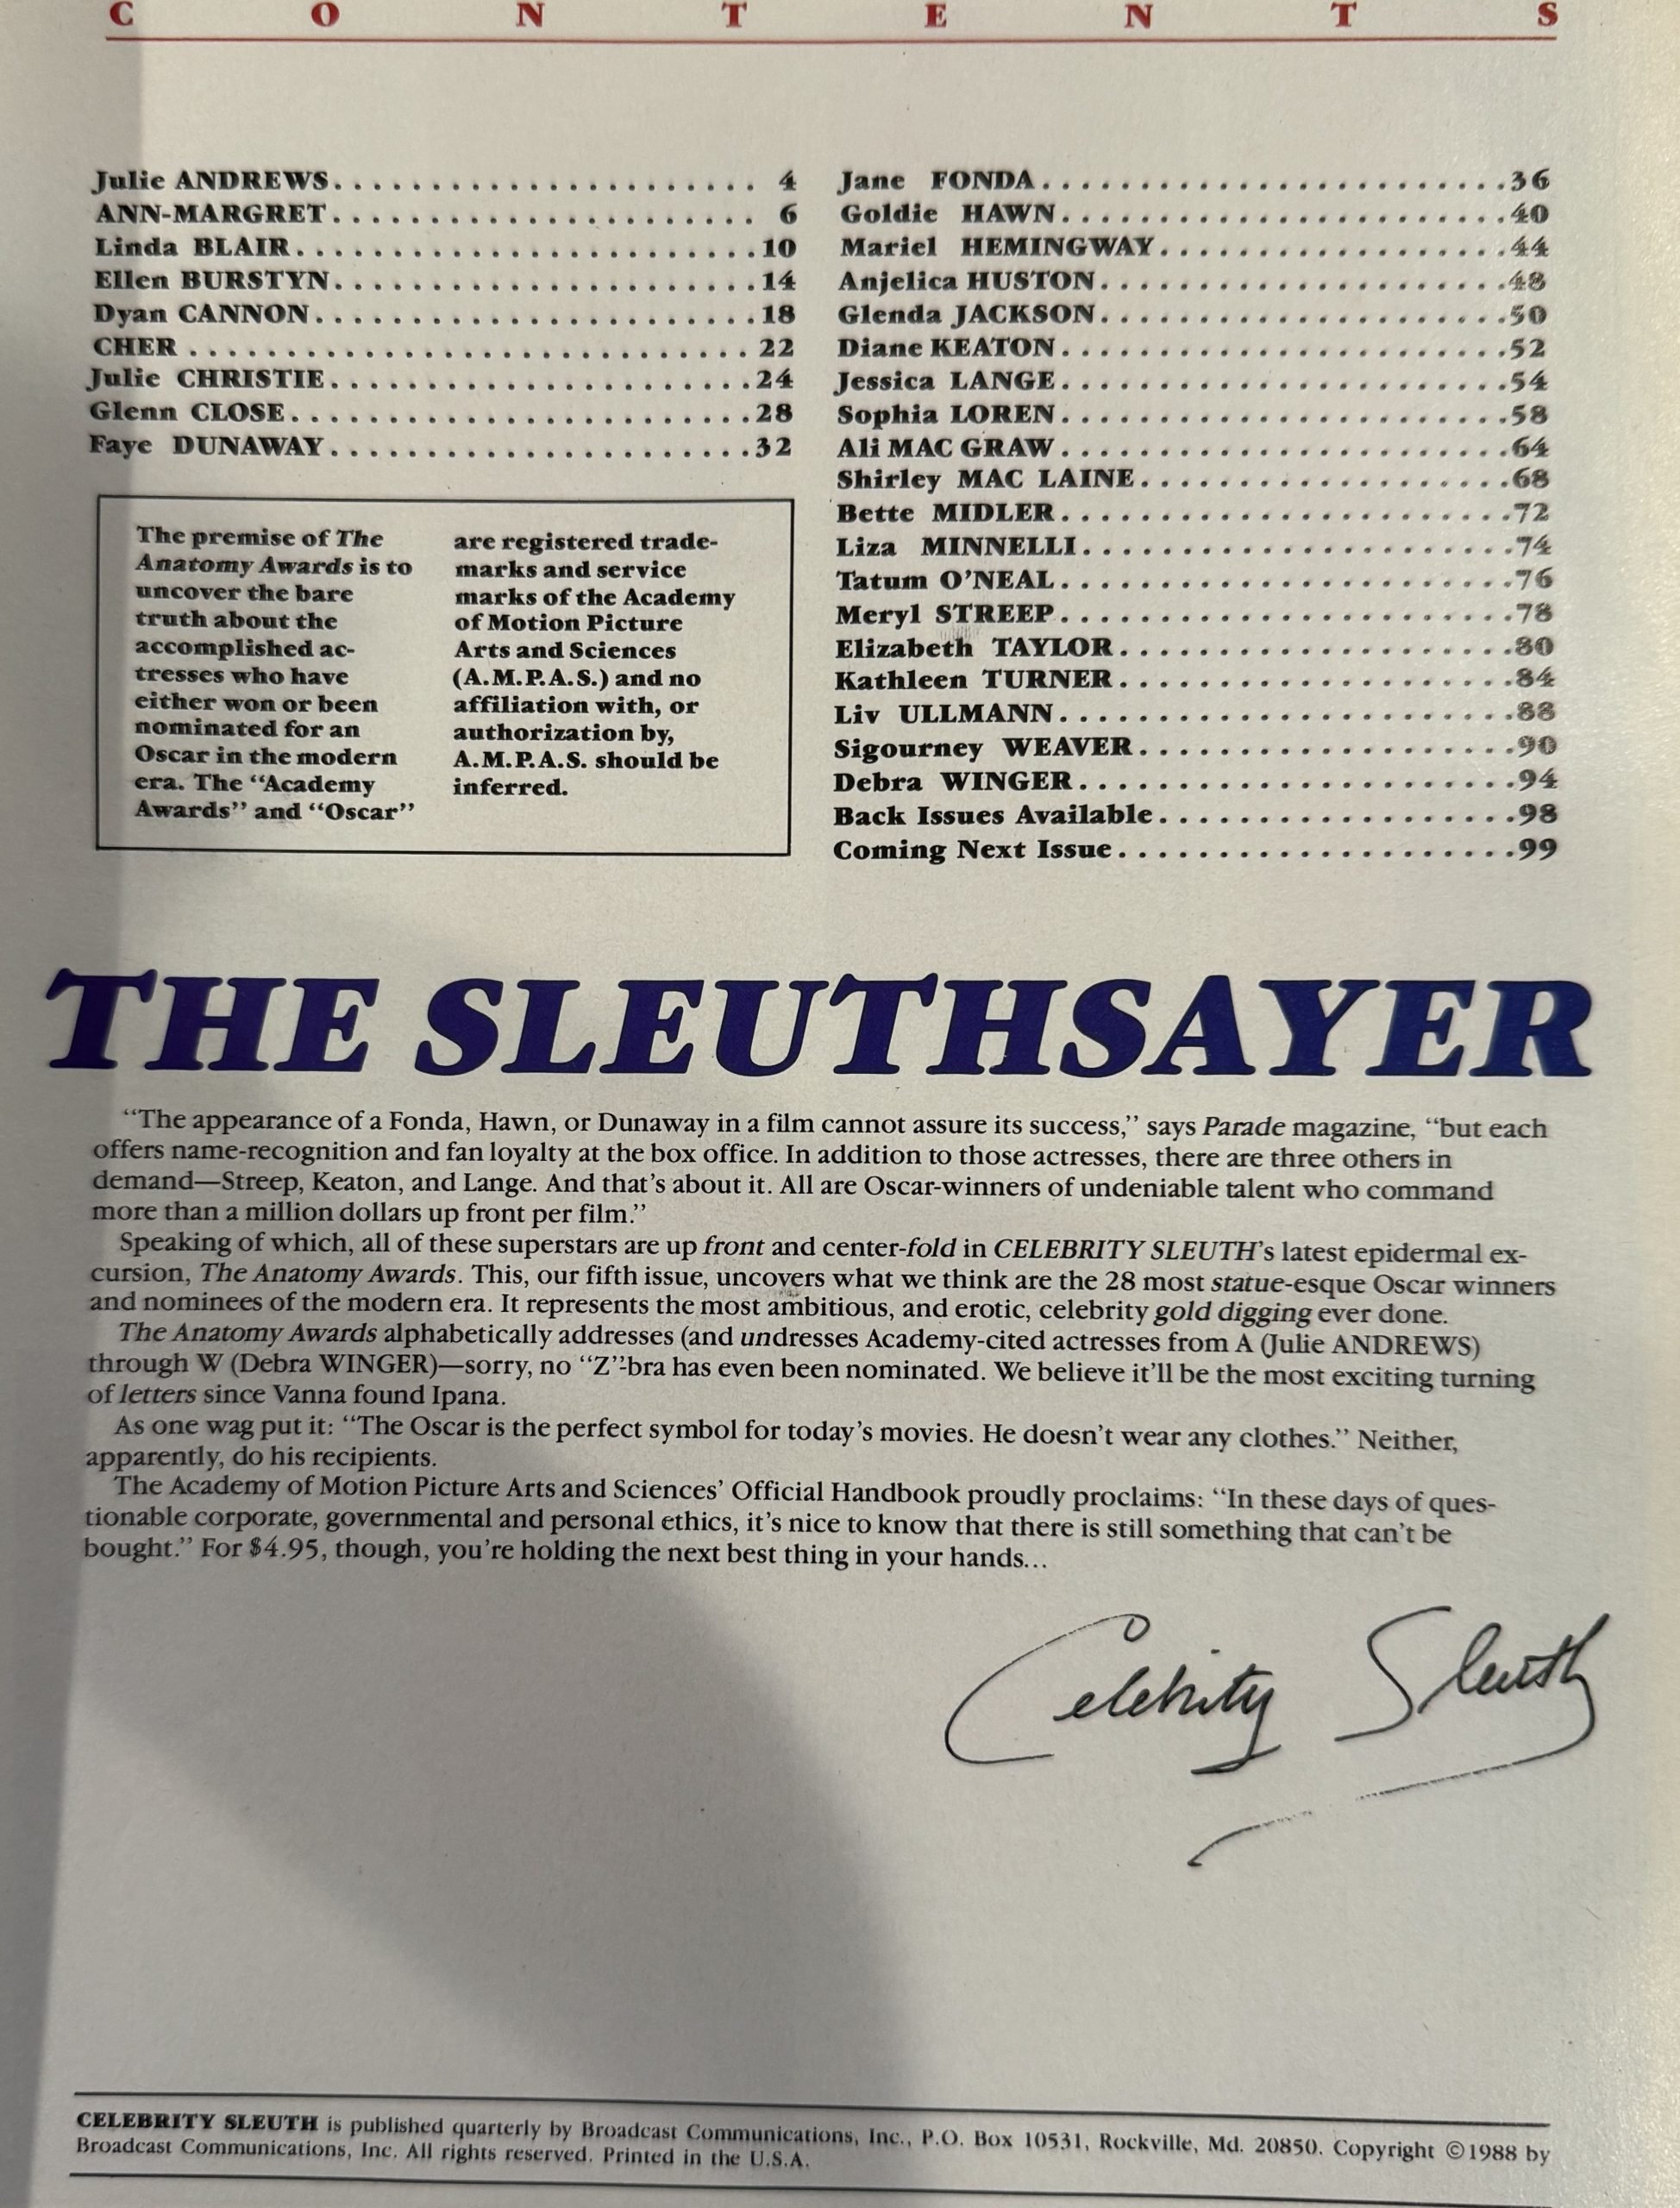 C O N T E N T S
Julie ANDREWS. . . . . . . . . . . . . . . . . . . . . . 4
ANN-MARGRET. . . . . . . . . . . . . . . . . . . . . . 6
Linda BLAIR. . . . . . . . . . . . . . . . . . . . . . . .10
Ellen BURSTYN. . . . . . . . . . . . . . . . . . . . . .14
Dyan CANNON. . . . . . . . . . . . . . . . . . . . . . .18
CHER . . . . . . . . . . . . . . . . . . . . . . . . . . . . 22
Julie CHRISTIE. . . . . . . . . . . . . . . . . . . . . .24
Glenn CLOSE. . . . . . . . . . . . . . . . . . . . . . . .28
Faye DUNAWAY. . . . . . . . . . . . . . . . . . . . . .32
The premise of The
Anatomy Awards is to
uncover the bare
truth about the
accomplished ac-
tresses who have
either won or been
nominated for an
Oscar in the modern
era. The "Academy
Awards" and "Oscar"
are registered trade-
marks and service
marks of the Academy
of Motion Picture
Arts and Sciences
(A.M.P.A.S.) and no
affiliation with, or
authorization by,
A.M.P.A.S. should be
inferred.
Jane FONDA. . . . . . . . . . . . . . . . . . . . . . . .36
Goldie HAWN. . . . . . . . . . . . . . . . . . . . . . .40
Mariel HEMINGWAY. . . . . . . . . . . . . . . . . .44
Anjelica HUSTON. . . . . . . . . . . . . . . . . . . . .48
Glenda JACKSON. . . . . . . . . . . . . . . . . . . . .50
Diane KEATON. . . . . . . . . . . . . . . . . . . . . . .52
Jessica LANGE. . . . . . . . . . . . . . . . . . . . . . .54
Sophia LOREN. . . . . . . . . . . . . . . . . . . . . . .58
Ali MAC GRAW. . . . . . . . . . . . . . . . . . . . . . .64
Shirley MAC LAINE. . . . . . . . . . . . . . . . . . .68
Bette MIDLER. . . . . . . . . . . . . . . . . . . . . . .72
Liza MINNELLI. . . . . . . . . . . . . . . . . . . . . .74
Tatum O'NEAL. . . . . . . . . . . . . . . . . . . . . . .76
Meryl STREEP. . . . . . . . . . . . . . . . . . . . . . .78
Elizabeth TAYLOR. . . . . . . . . . . . . . . . . . . .80
Kathleen TURNER. . . . . . . . . . . . . . . . . . . .84
Liv ULLMANN. . . . . . . . . . . . . . . . . . . . . . .88
Sigourney WEAVER. . . . . . . . . . . . . . . . . . .90
Debra WINGER. . . . . . . . . . . . . . . . . . . . . .94
Back Issues Available. . . . . . . . . . . . . . . . . .98
Coming Next Issue. . . . . . . . . . . . . . . . . . . .99
THE SLEUTHSAYER
"The appearance of a Fonda, Hawn, or Dunaway in a film cannot assure its success," says Parade magazine, "but each
offers name-recognition and fan loyalty at the box office. In addition to those actresses, there are three others in
demand—Streep, Keaton, and Lange. And that's about it. All are Oscar-winners of undeniable talent who command
more than a million dollars up front per film."
Speaking of which, all of these superstars are up front and center-fold in CELEBRITY SLEUTH's latest epidermal ex-
cursion, The Anatomy Awards. This, our fifth issue, uncovers what we think are the 28 most statue-esque Oscar winners
and nominees of the modern era. It represents the most ambitious, and erotic, celebrity gold digging ever done.
The Anatomy Awards alphabetically addresses (and undresses Academy-cited actresses from A (Julie ANDREWS)
through W (Debra WINGER)—sorry, no "Z"-bra has even been nominated. We believe it'll be the most exciting turning
of letters since Vanna found Ipana.
As one wag put it: "The Oscar is the perfect symbol for today's movies. He doesn't wear any clothes." Neither,
apparently, do his recipients.
The Academy of Motion Picture Arts and Sciences' Official Handbook proudly proclaims: "In these days of ques-
tionable corporate, governmental and personal ethics, it's nice to know that there is still something that can't be
bought." For $4.95, though, you're holding the next best thing in your hands...
Celebrity Sleuth
CELEBRITY SLEUTH is published quarterly by Broadcast Communications, Inc., P.O. Box 10531, Rockville, Md. 20850. Copyright ©1988 by
Broadcast Communications, Inc. All rights reserved. Printed in the U.S.A.